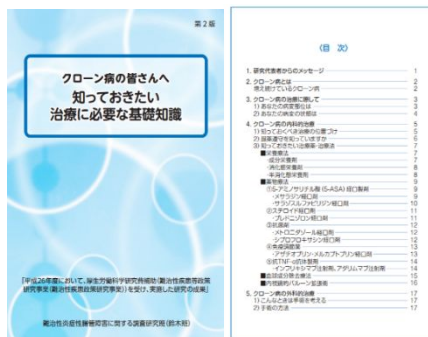 第2版
クローン病の皆さんへ
知っておきたい
治療に必要な基礎知識
「平成26年度において、厚生労働科学研究費補助(難治性疾患等政策
研究事業(難治性疾患政策研究事業))を受け、実施した研究の成果」
難治性炎症性腸管障害に関する調査研究班(鈴木班)
〈目 次〉
1. 研究代表者からのメッセージ 1
2. クローン病とは 2
増え続けているクローン病 2
3. クローン病の治療に際して 3
1) あなたの病変部位は 3
2) あなたの病変の状態は 4
4. クローン病の内科的治療 5
1) 知っておくべき治療の位置づけ 5
2) 服薬遵守を知っていますか 6
3) 知っておきたい治療薬・治療法 7
■栄養療法 7
・成分栄養剤 7
・消化態栄養剤 8
・半消化態栄養剤 8
■薬物療法 9
①5-アミノサリチル酸(5-ASA)経口製剤 9
・メサラジン経口剤 9
・サラゾスルファピリジン経口剤 10
②ステロイド経口剤 11
・プレドニゾロン経口剤 11
③抗菌剤 12
・メトロニダゾール経口剤 12
・シプロフロキサシン経口剤 12
④免疫調節薬 13
・アザチオプリン・メルカプトプリン経口剤 13
⑤抗TNF-α抗体製剤 14
・インフリキシマブ注射剤、アダリムマブ注射剤 14
■血球成分除去療法 15
■内視鏡的バルーン拡張術 16
5. クローン病の外科的治療 17
1) こんなときは手術を考える 17
2) 手術の方法 17